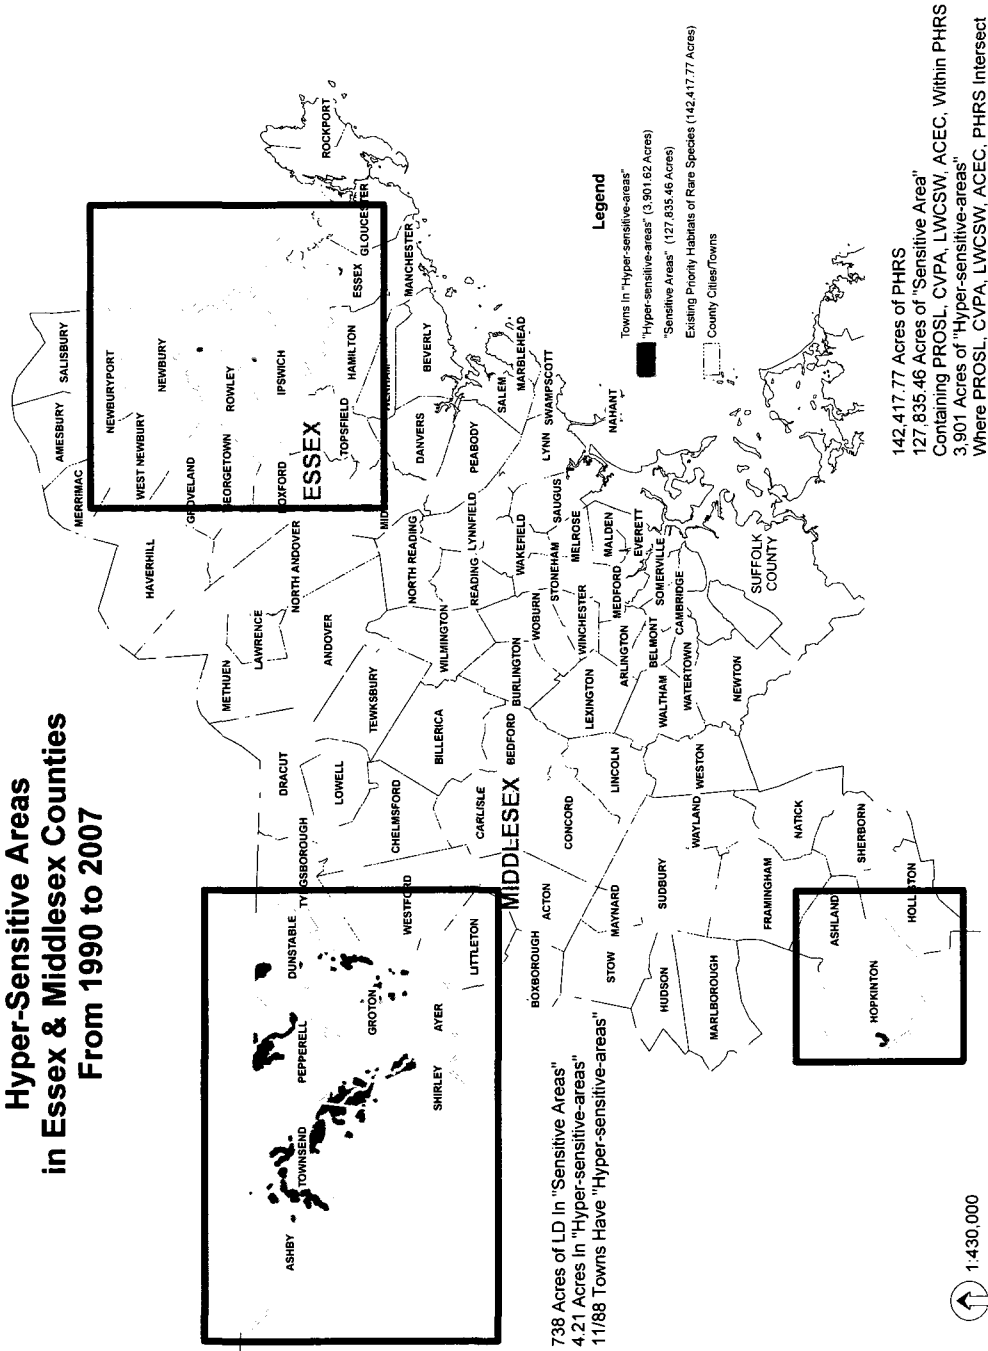 Hyper-Sensitive Areas
in Essex & Middlesex Counties
From 1990 to 2007
SALISBURY
AMESBURY
MERRIMAC
NEWBURYPORT
WEST NEWBURY
NEWBURY
HAVERHILL
GROVELAND
ROWLEY
GEORGETOWN
IPSWICH
BOXFORD
ESSEX
ROCKPORT
GLOUCESTER
ESSEX
HAMILTON
TOPSFIELD
MANCHESTER
METHUEN
LAWRENCE
NORTH ANDOVER
ANDOVER
BEVERLY
DANVERS
SALEM
MARBLEHEAD
PEABODY
NORTH READING
LYNNFIELD
READING
LYNN
SWAMPSCOTT
NAHANT
SAUGUS
WAKEFIELD
STONEHAM
MELROSE
MALDEN
EVERETT
MEDFORD
SOMERVILLE
CAMBRIDGE
SUFFOLK
COUNTY
DRACUT
LOWELL
TEWKSBURY
WILMINGTON
BILLERICA
BURLINGTON
WOBURN
WINCHESTER
ARLINGTON
BELMONT
WATERTOWN
WALTHAM
LEXINGTON
NEWTON
TYNGSBOROUGH
CHELMSFORD
CARLISLE
BEDFORD
MIDDLESEX
CONCORD
LINCOLN
WESTON
WAYLAND
DUNSTABLE
WESTFORD
LITTLETON
PEPPERELL
GROTON
AYER
SHIRLEY
TOWNSEND
ASHBY
BOXBOROUGH
ACTON
STOW
MAYNARD
SUDBURY
HUDSON
MARLBOROUGH
FRAMINGHAM
NATICK
SHERBORN
ASHLAND
HOLLISTON
HOPKINTON
Legend
Towns In "Hyper-sensitive-areas"
"Hyper-sensitive-areas" (3,901.62 Acres)
"Sensitive Areas" (127,835.46 Acres)
Existing Priority Habitats of Rare Species (142,417.77 Acres)
County Cities/Towns
738 Acres of LD In "Sensitive Areas"
4.21 Acres In "Hyper-sensitive-areas"
11/88 Towns Have "Hyper-sensitive-areas"
142,417.77 Acres of PHRS
127,835.46 Acres of "Sensitive Area"
Containing PROSL, CVPA, LWCSW, ACEC, Within PHRS
3,901 Acres of "Hyper-sensitive-areas"
Where PROSL, CVPA, LWCSW, ACEC, PHRS Intersect
1:430,000